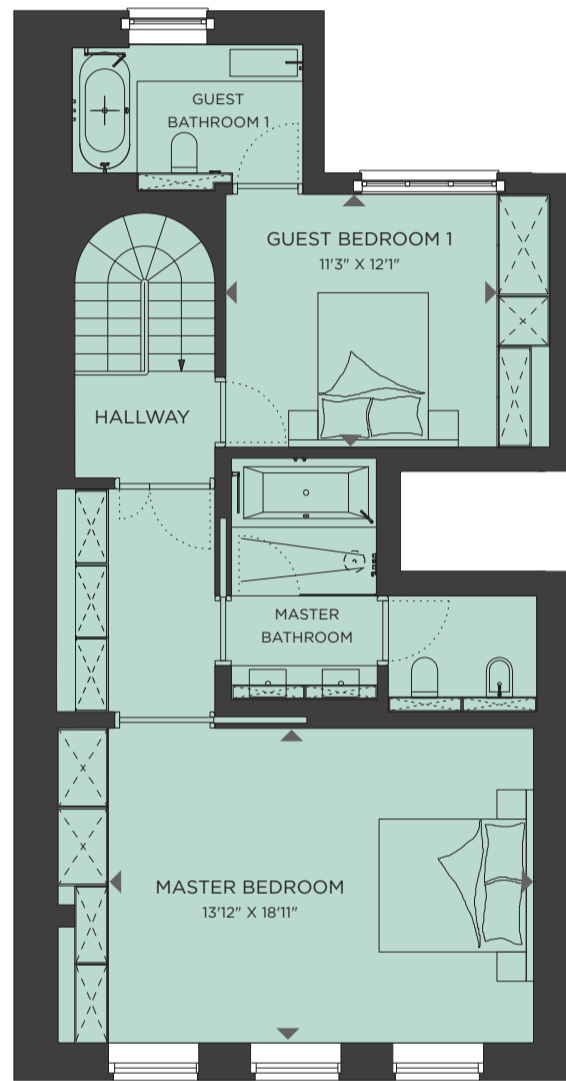 GUEST
BATHROOM 1
GUEST BEDROOM 1
11'3" X 12'1"
HALLWAY
MASTER
BATHROOM
MASTER BEDROOM
13'12" X 18'11"